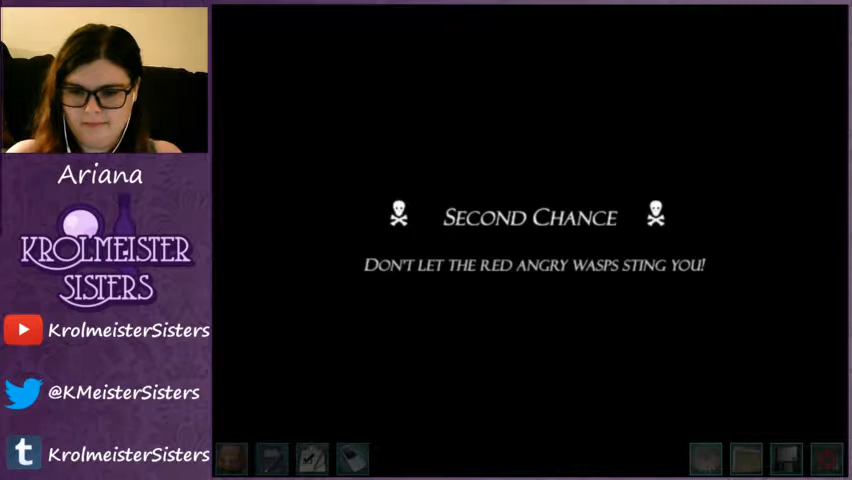 Ariana
KROLMEISTER
SISTERS
KrolmeisterSisters
@KMeisterSisters
t KrolmeisterSisters
SECOND CHANCE
DON'T LET THE RED ANGRY WASPS STING YOU!